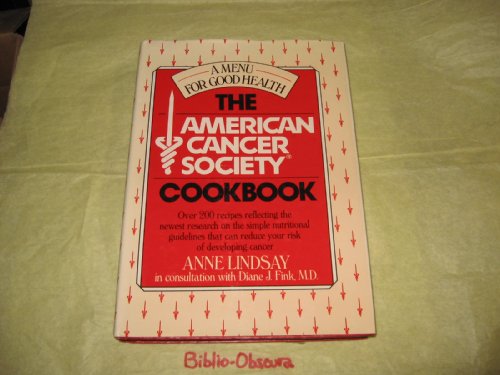 A MENU
FOR GOOD HEALTH
THE
AMERICAN
CANCER
SOCIETY®
COOKBOOK
Over 200 recipes reflecting the
newest research on the simple nutritional
guidelines that can reduce your risk
of developing cancer
ANNE LINDSAY
in consultation with Diane J. Fink, M.D.
Biblio-Obscura